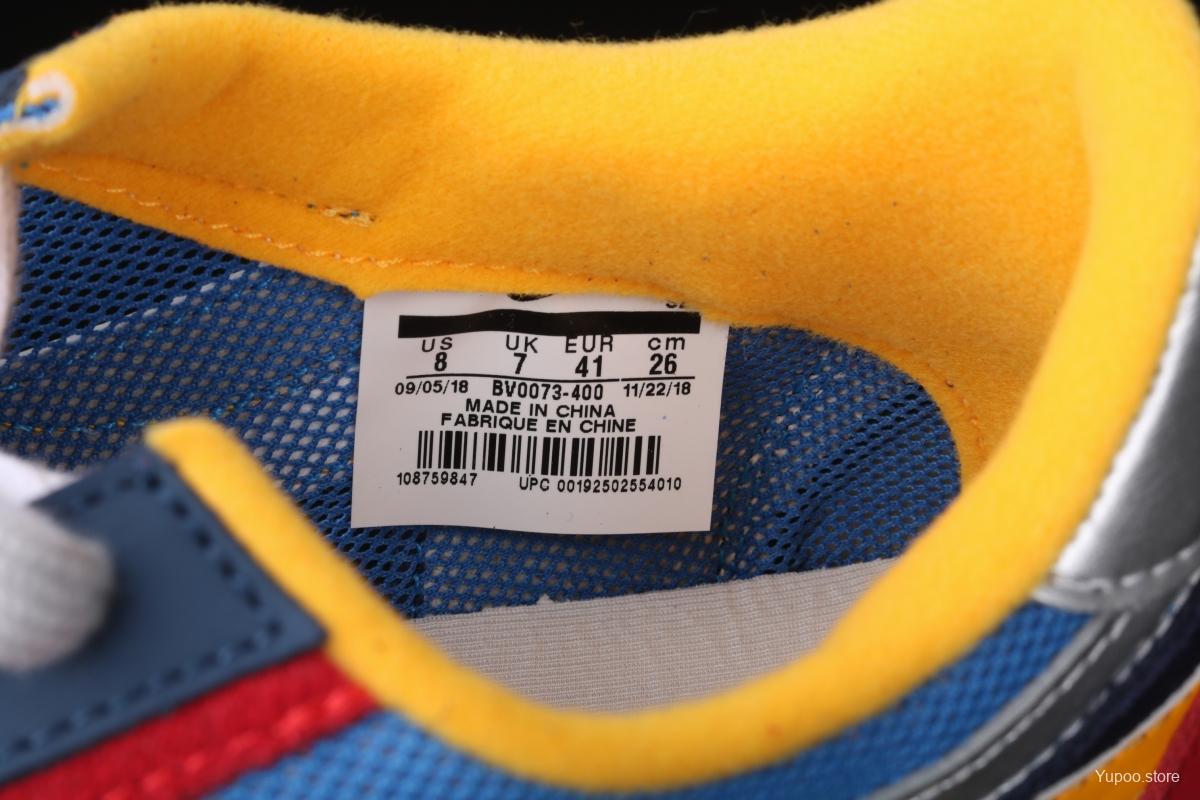 US UK EUR cm
8 7 41 26
09/05/18 BV0073-400 11/22/18
MADE IN CHINA
FABRIQUE EN CHINE
108759847 UPC 00192502554010
Yupoo.store